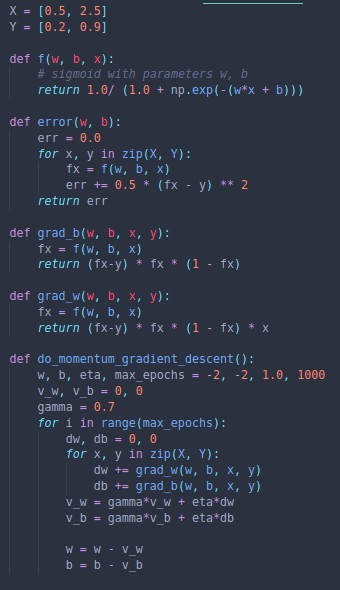 X = [0.5, 2.5]
Y = [0.2, 0.9]

def f(w, b, x):
    # sigmoid with parameters w, b
    return 1.0/ (1.0 + np.exp(-(w*x + b)))

def error(w, b):
    err = 0.0
    for x, y in zip(X, Y):
        fx = f(w, b, x)
        err += 0.5 * (fx - y) ** 2
    return err

def grad_b(w, b, x, y):
    fx = f(w, b, x)
    return (fx-y) * fx * (1 - fx)

def grad_w(w, b, x, y):
    fx = f(w, b, x)
    return (fx-y) * fx * (1 - fx) * x

def do_momentum_gradient_descent():
    w, b, eta, max_epochs = -2, -2, 1.0, 1000
    v_w, v_b = 0, 0
    gamma = 0.7
    for i in range(max_epochs):
        dw, db = 0, 0
        for x, y in zip(X, Y):
            dw += grad_w(w, b, x, y)
            db += grad_b(w, b, x, y)
        v_w = gamma*v_w + eta*dw
        v_b = gamma*v_b + eta*db

        w = w - v_w
        b = b - v_b